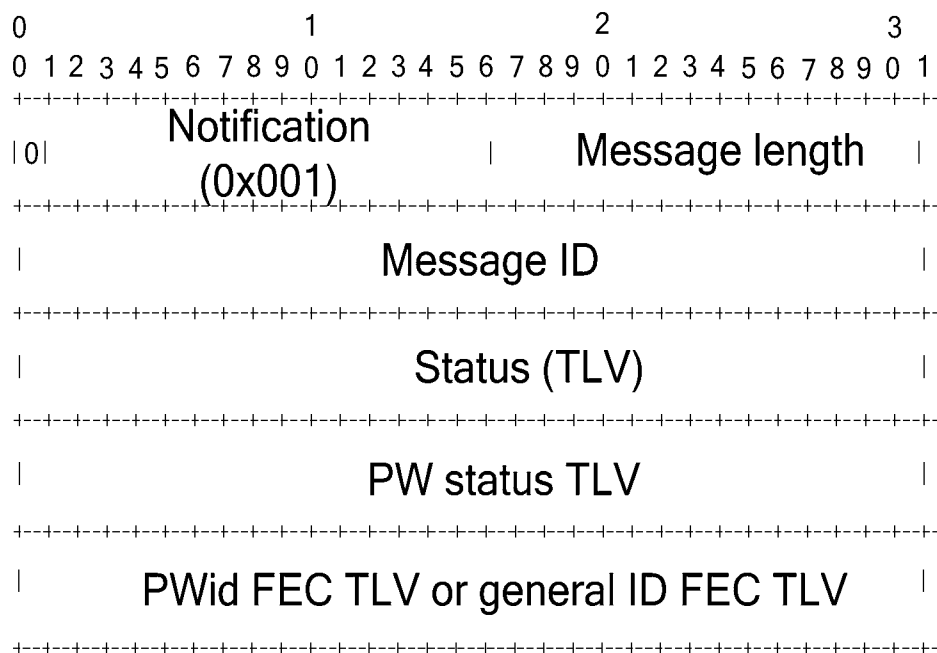 0 1 2 3
0 1 2 3 4 5 6 7 8 9 0 1 2 3 4 5 6 7 8 9 0 1 2 3 4 5 6 7 8 9 0 1
+--+--+--+--+--+--+--+--+--+--+--+--+--+--+--+--+--+--+--+--+--+--+--+--+--+--+--+--+--+--+--+--+-
|0| Notification | Message length |
(0x001)
+--+--+--+--+--+--+--+--+--+--+--+--+--+--+--+--+--+--+--+--+--+--+--+--+--+--+--+--+--+--+--+--+-
| Message ID |
+--+--+--+--+--+--+--+--+--+--+--+--+--+--+--+--+--+--+--+--+--+--+--+--+--+--+--+--+--+--+--+--+-
| Status (TLV) |
+--+--+--+--+--+--+--+--+--+--+--+--+--+--+--+--+--+--+--+--+--+--+--+--+--+--+--+--+--+--+--+--+-
| PW status TLV |
+--+--+--+--+--+--+--+--+--+--+--+--+--+--+--+--+--+--+--+--+--+--+--+--+--+--+--+--+--+--+--+--+-
| PWid FEC TLV or general ID FEC TLV |
+--+--+--+--+--+--+--+--+--+--+--+--+--+--+--+--+--+--+--+--+--+--+--+--+--+--+--+--+--+--+--+--+-